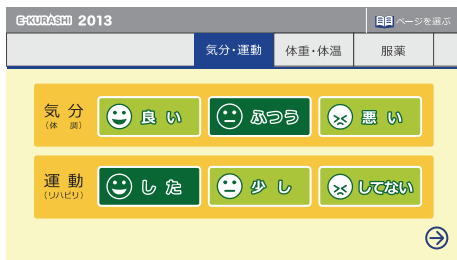 E-KURASHI 2013
ページを選ぶ
気分・運動 体重・体温 服薬
気分 良い ふつう 悪い
(体 調)
運動 した 少し してない
(リハビリ)